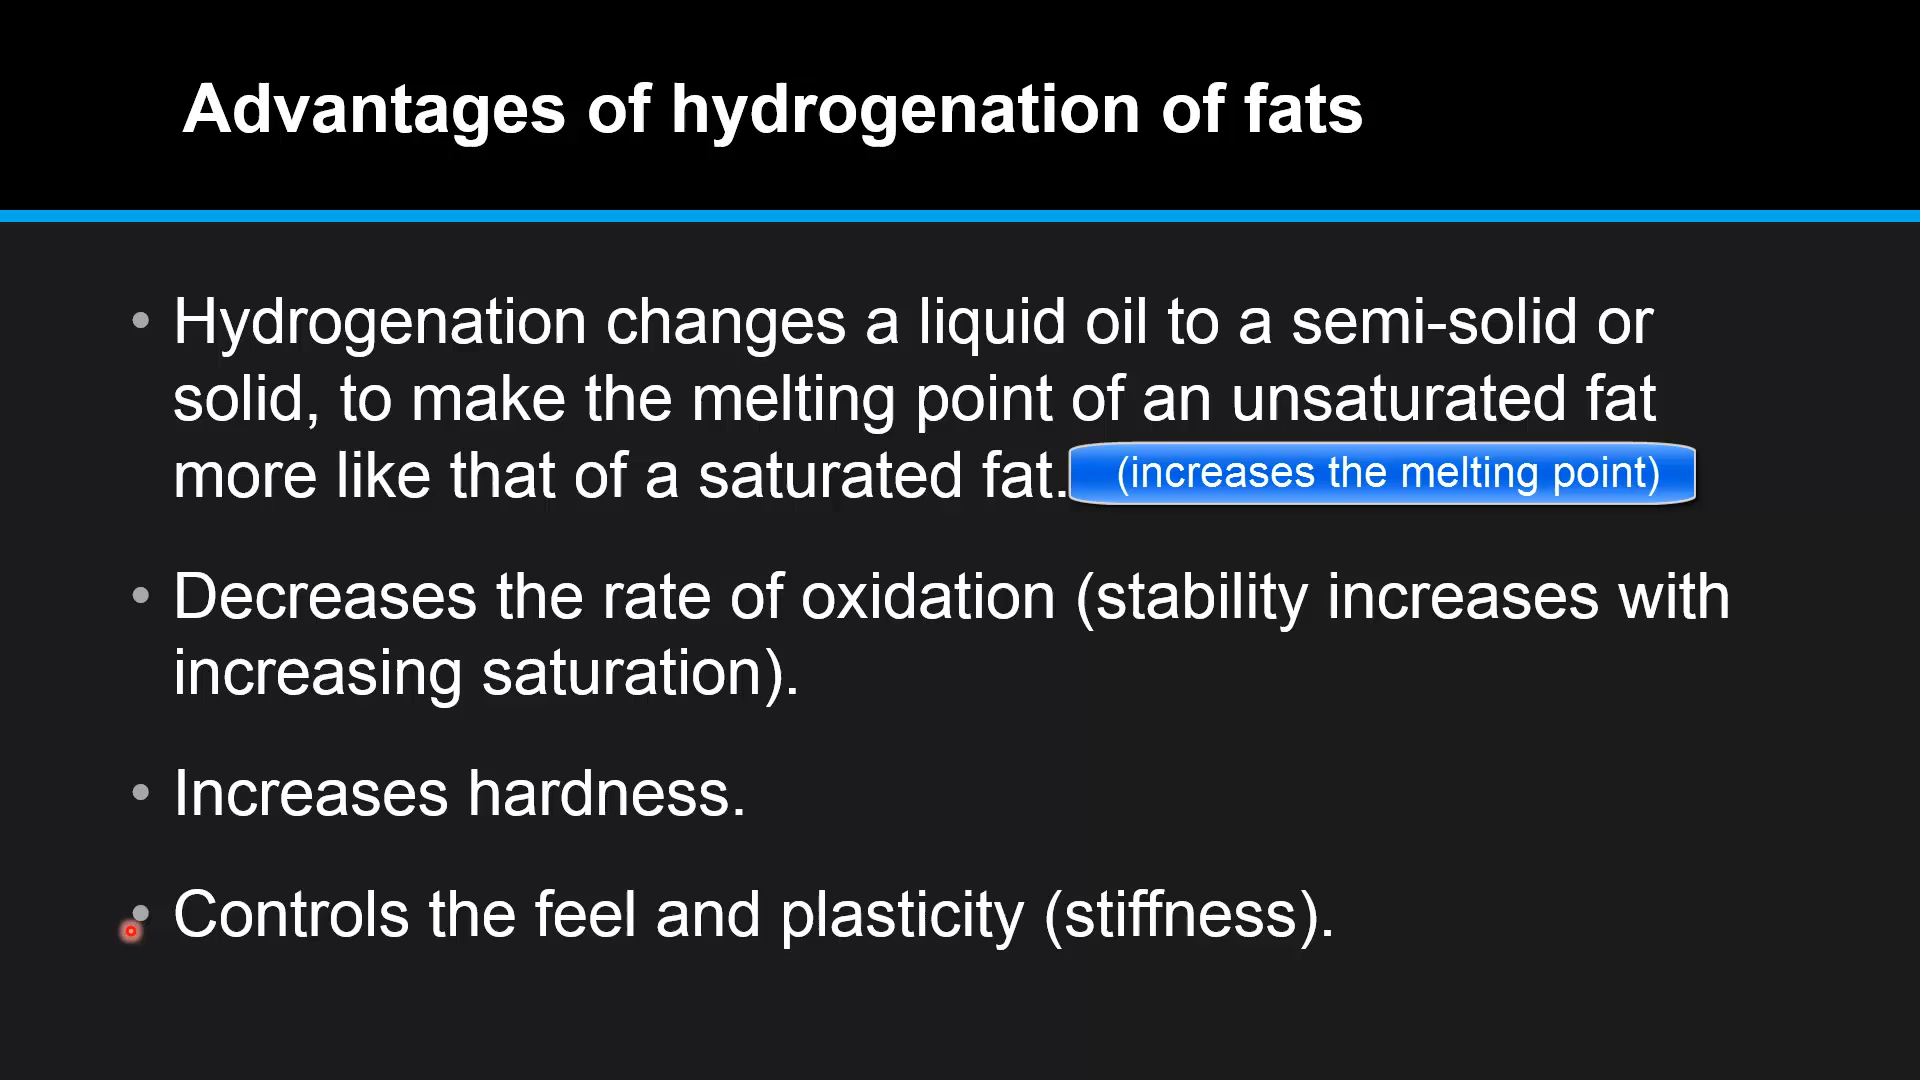 Advantages of hydrogenation of fats
• Hydrogenation changes a liquid oil to a semi-solid or
solid, to make the melting point of an unsaturated fat
more like that of a saturated fat. (increases the melting point)
• Decreases the rate of oxidation (stability increases with
increasing saturation).
• Increases hardness.
• Controls the feel and plasticity (stiffness).